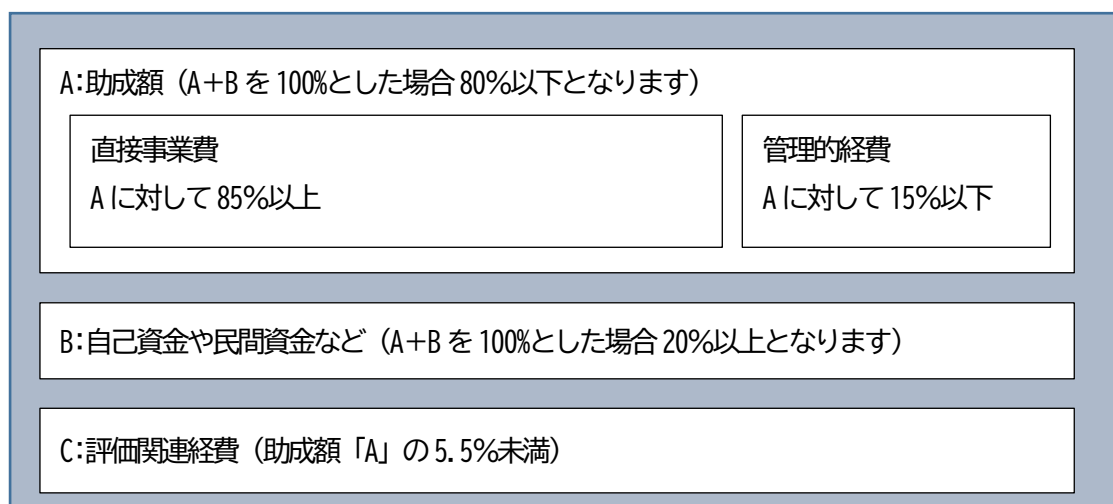 A:助成額（A＋B を 100%とした場合 80%以下となります）
直接事業費
A に対して 85%以上
管理的経費
A に対して 15%以下
B:自己資金や民間資金など（A＋B を 100%とした場合 20%以上となります）
C:評価関連経費（助成額「A」の 5.5%未満）